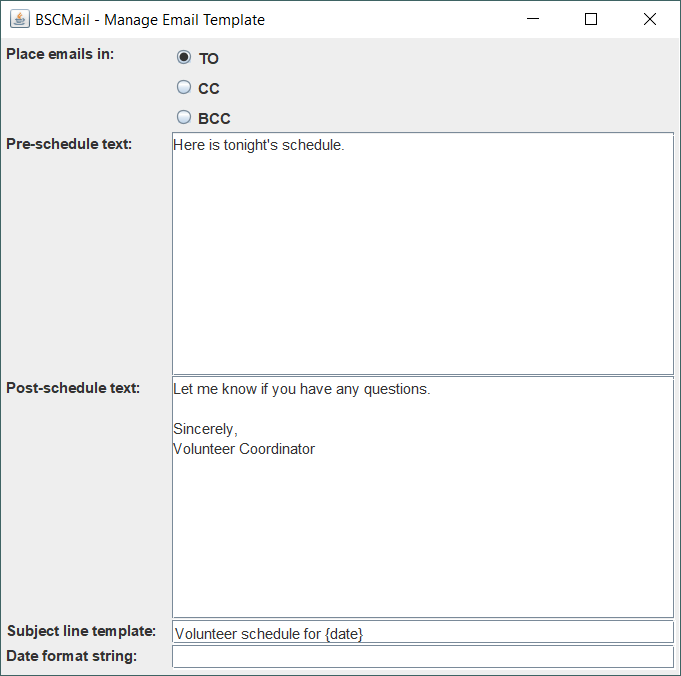 BSCMail - Manage Email Template
Place emails in:
TO
CC
BCC
Pre-schedule text:
Here is tonight's schedule.
Post-schedule text:
Let me know if you have any questions.
Sincerely,
Volunteer Coordinator
Subject line template:
Volunteer schedule for {date}
Date format string: